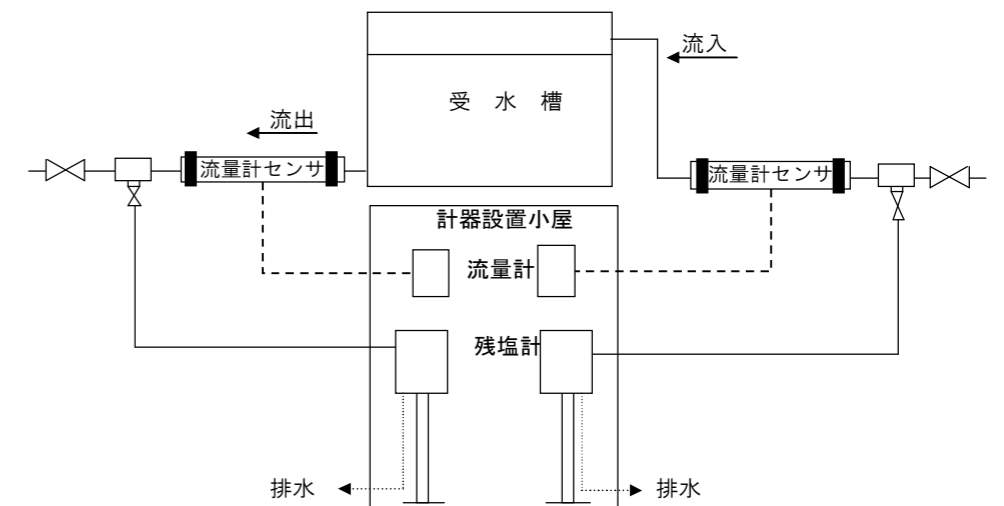 流入
受 水 槽
流出
流量計センサ
流量計センサ
計器設置小屋
流量計
残塩計
排水
排水